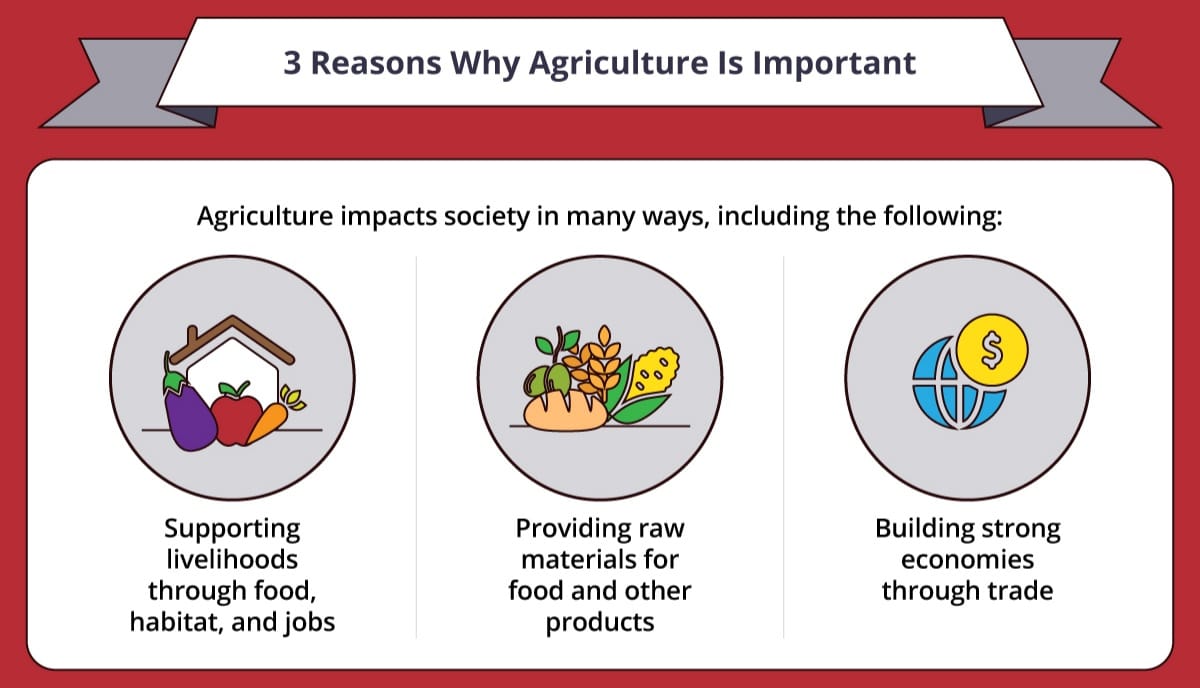 3 Reasons Why Agriculture Is Important
Agriculture impacts society in many ways, including the following:
Supporting
livelihoods
through food,
habitat, and jobs
Providing raw
materials for
food and other
products
$
Building strong
economies
through trade